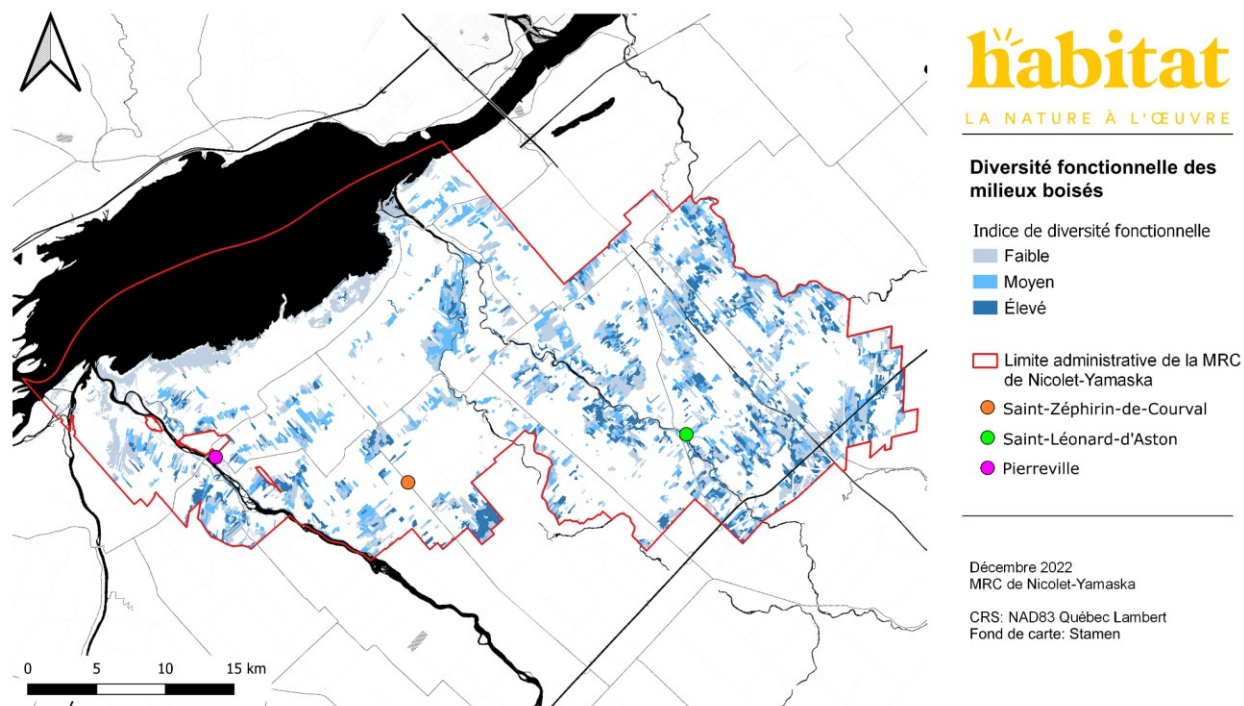 habitat
LA NATURE À L'ŒUVRE
Diversité fonctionnelle des
milieux boisés
Indice de diversité fonctionnelle
Faible
Moyen
Élevé
Limite administrative de la MRC
de Nicolet-Yamaska
Saint-Zéphirin-de-Courval
Saint-Léonard-d'Aston
Pierreville
Décembre 2022
MRC de Nicolet-Yamaska
CRS: NAD83 Québec Lambert
Fond de carte: Stamen
0 5 10 15 km